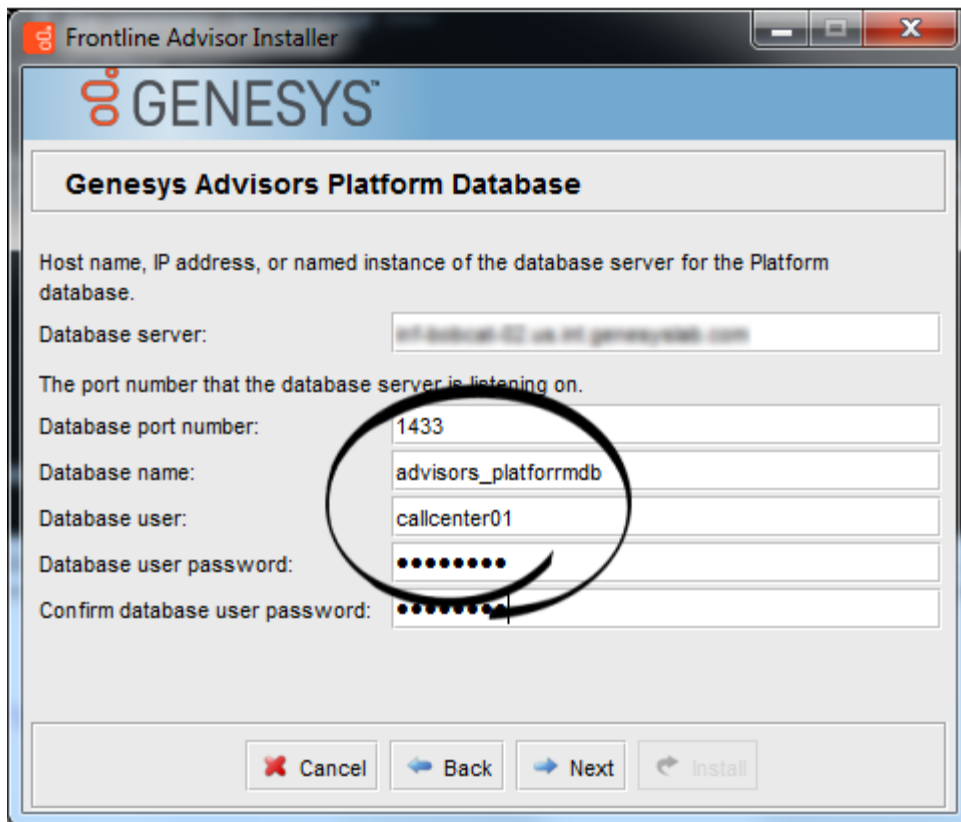 Frontline Advisor Installer
GENESYS™
Genesys Advisors Platform Database
Host name, IP address, or named instance of the database server for the Platform
database.
Database server:
The port number that the database server is listening on.
Database port number: 1433
Database name: advisors_platforrmdb
Database user: callcenter01
Database user password: ●●●●●●●●
Confirm database user password: ●●●●●●●●
Cancel Back Next Install